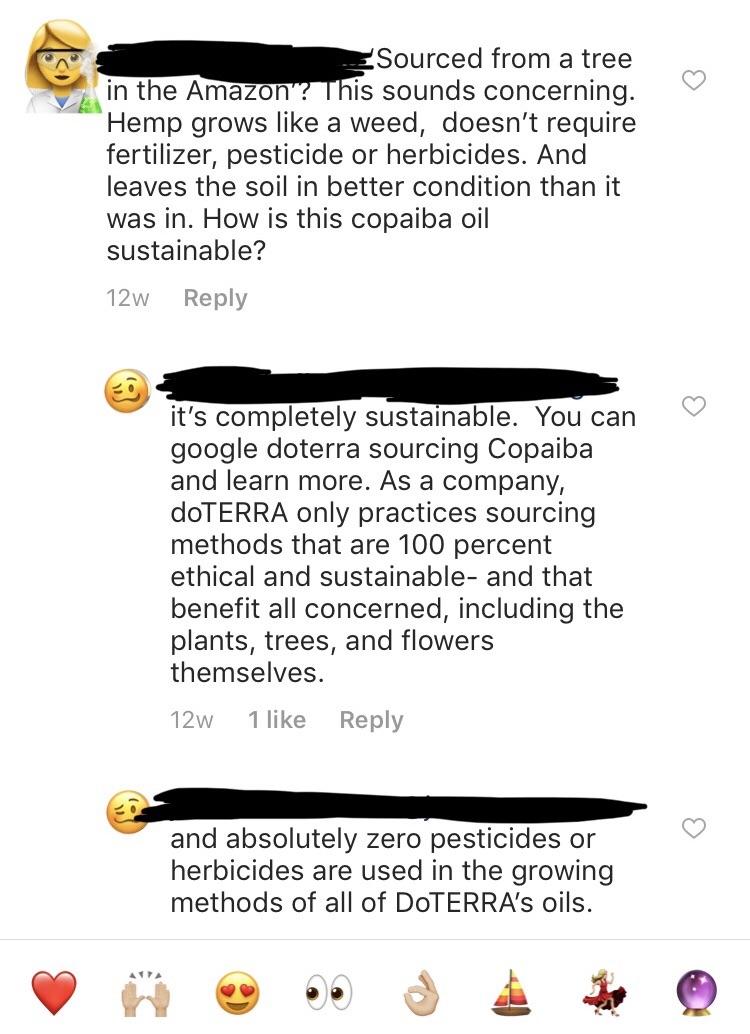 ‘Sourced from a tree
in the Amazon’? This sounds concerning.
Hemp grows like a weed,  doesn’t require
fertilizer, pesticide or herbicides. And
leaves the soil in better condition than it
was in. How is this copaiba oil
sustainable?
12w Reply
it’s completely sustainable.  You can
google doterra sourcing Copaiba
and learn more. As a company,
doTERRA only practices sourcing
methods that are 100 percent
ethical and sustainable- and that
benefit all concerned, including the
plants, trees, and flowers
themselves.
12w 1 like Reply
and absolutely zero pesticides or
herbicides are used in the growing
methods of all of DoTERRA’s oils.